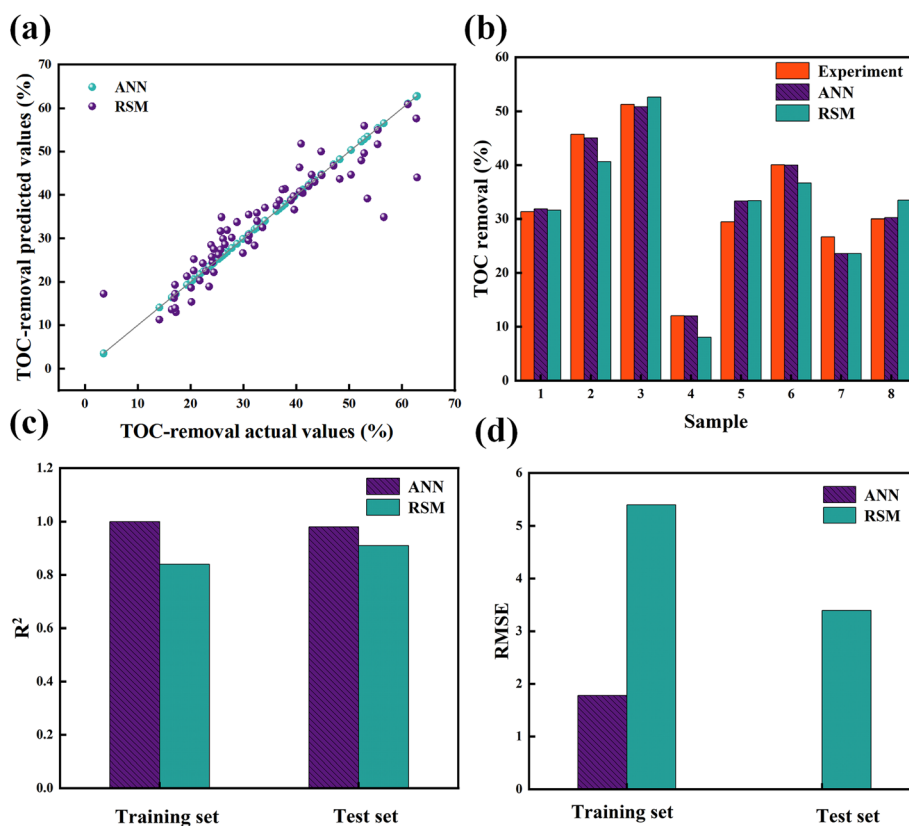 (a)
TOC-removal predicted values (%)
70
60
50
40
30
20
10
0
ANN
RSM
0 10 20 30 40 50 60 70
TOC-removal actual values (%)
(b)
TOC removal (%)
60
50
40
30
20
10
0
Experiment
ANN
RSM
1 2 3 4 5 6 7 8
Sample
(c)
R²
1.2
1.0
0.8
0.6
0.4
0.2
0.0
ANN
RSM
Training set Test set
(d)
RMSE
6
5
4
3
2
1
0
ANN
RSM
Training set Test set